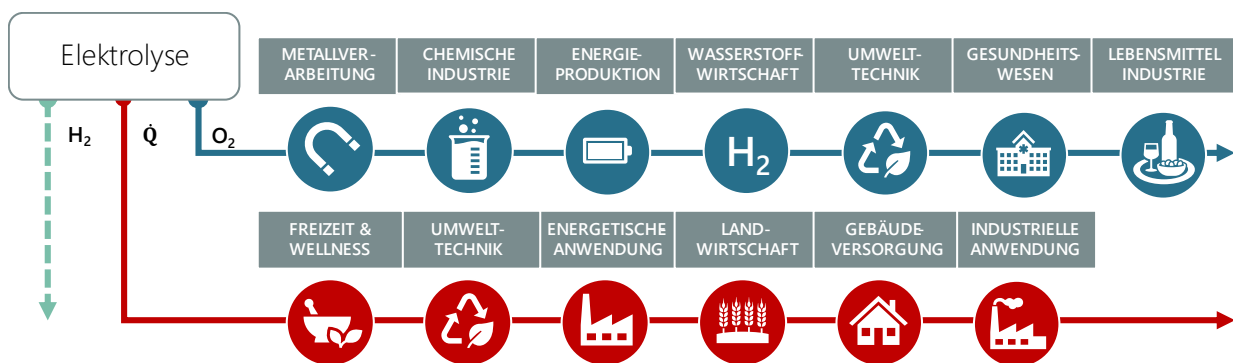 Elektrolyse
METALLVER-
ARBEITUNG
CHEMISCHE
INDUSTRIE
ENERGIE-
PRODUKTION
WASSERSTOFF-
WIRTSCHAFT
UMWELT-
TECHNIK
GESUNDHEITS-
WESEN
LEBENSMITTEL
INDUSTRIE
H₂
Q̇
O₂
H₂
FREIZEIT &
WELLNESS
UMWELT-
TECHNIK
ENERGETISCHE
ANWENDUNG
LAND-
WIRTSCHAFT
GEBÄUDE-
VERSORGUNG
INDUSTRIELLE
ANWENDUNG